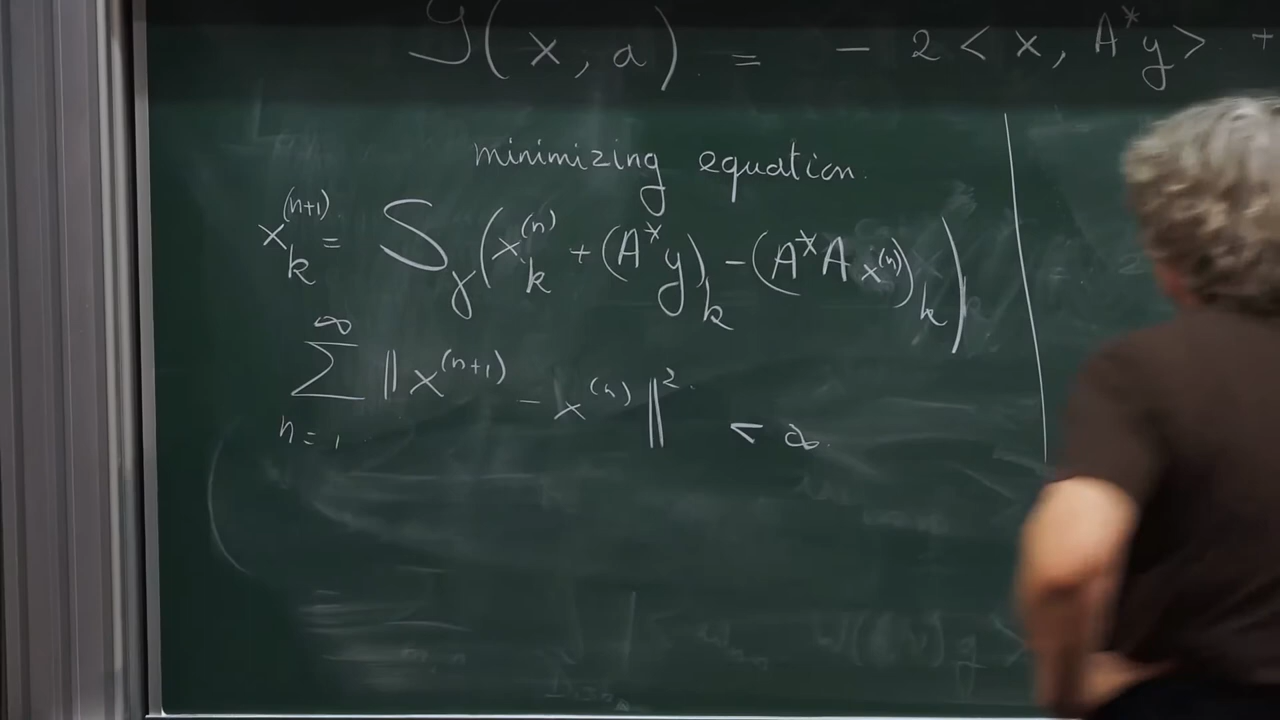 𝒥(x, a) = - 2 < x, A*y > +
minimizing equation.
x_k^(n+1) = S_γ(x_k^(n) + (A*y)_k - (A*A x^(n))_k)
∑_{n=1}^∞ ‖x^(n+1) - x^(n)‖² < ∞.